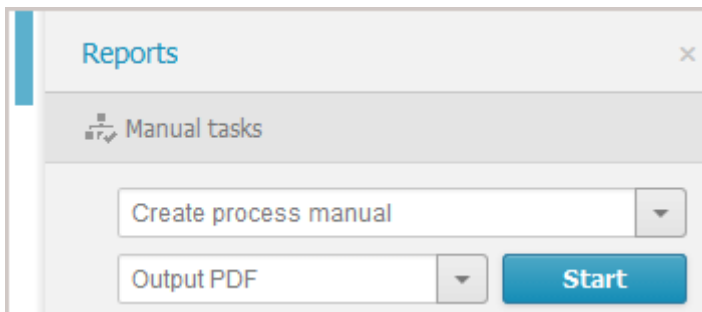 Reports
Manual tasks
Create process manual
Output PDF
Start